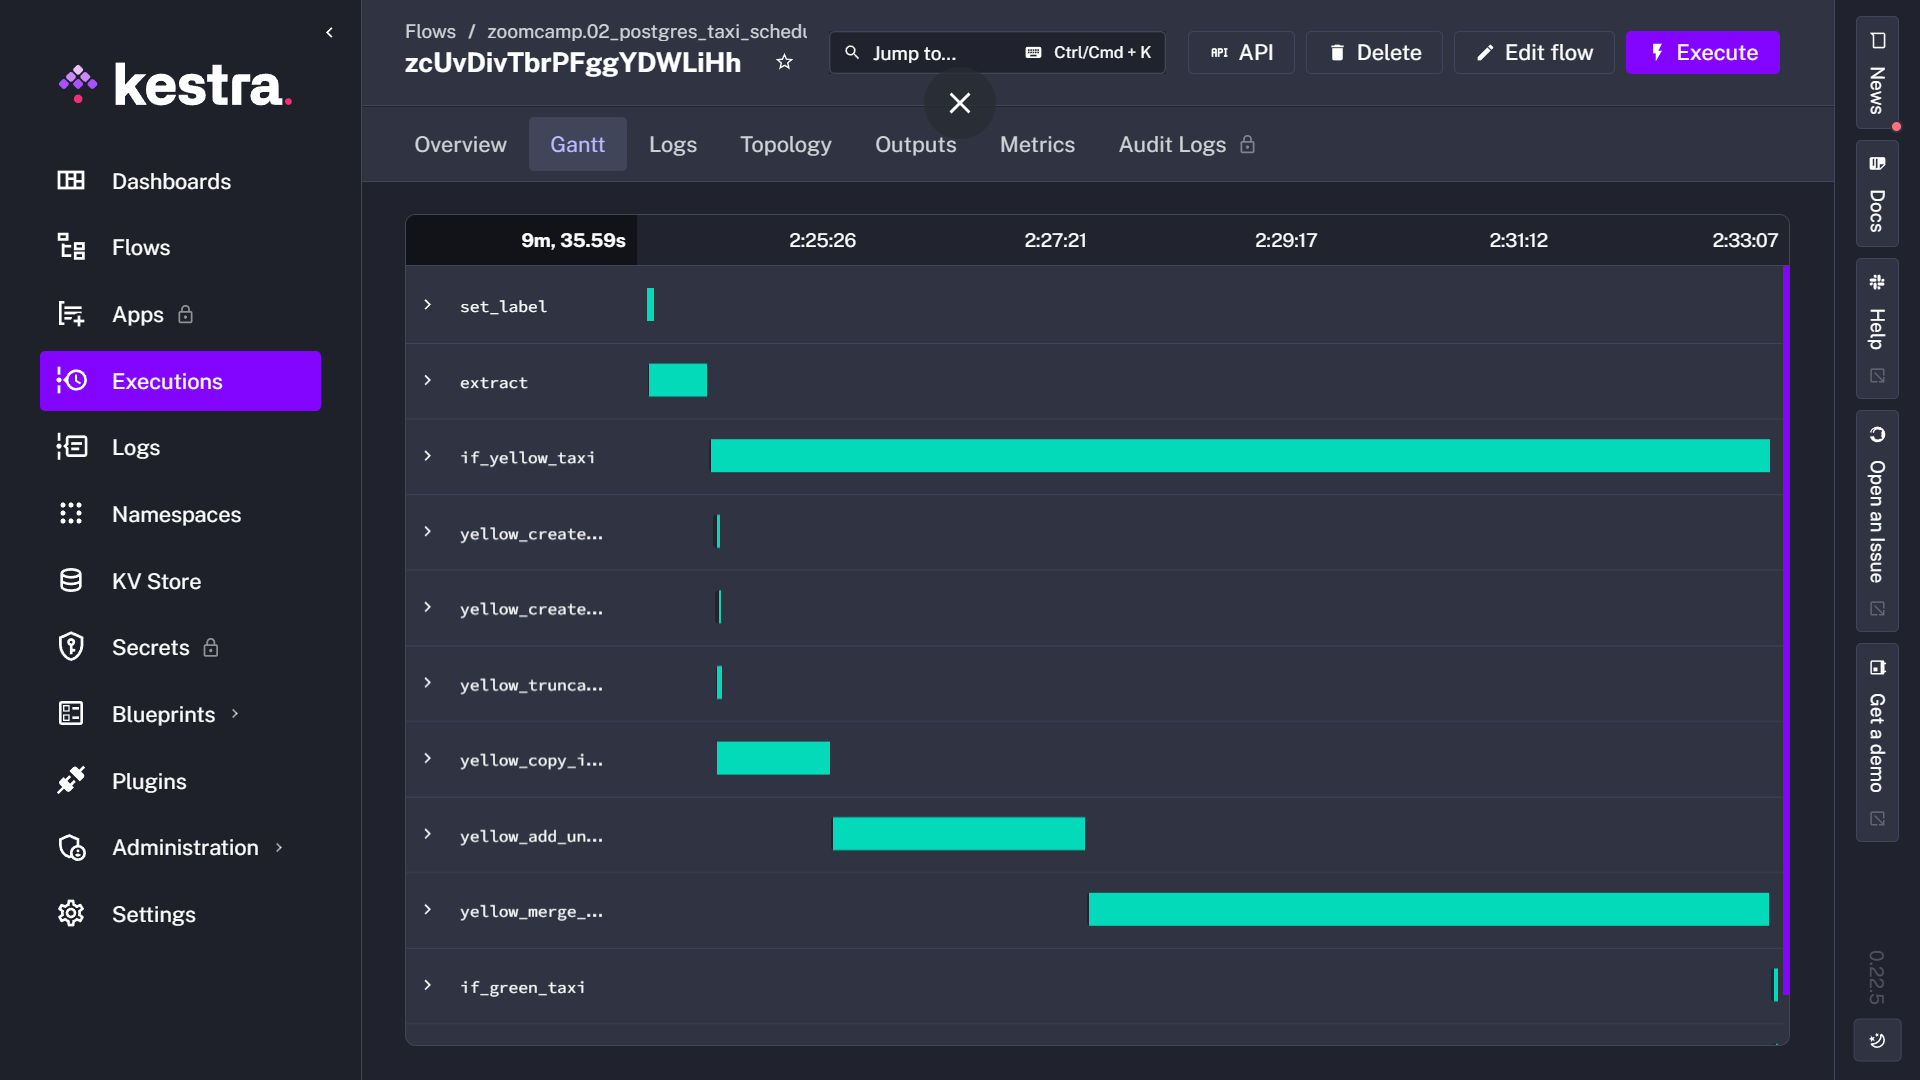 kestra.
Dashboards
Flows
Apps
Executions
Logs
Namespaces
KV Store
Secrets
Blueprints
Plugins
Administration
Settings
Flows / zoomcamp.02_postgres_taxi_schedu
zcUvDivTbrPFggYDWLiHh
Jump to... Ctrl/Cmd + K
API API
Delete
Edit flow
Execute
Overview Gantt Logs Topology Outputs Metrics Audit Logs
9m, 35.59s 2:25:26 2:27:21 2:29:17 2:31:12 2:33:07
set_label
extract
if_yellow_taxi
yellow_create...
yellow_create...
yellow_trunca...
yellow_copy_i...
yellow_add_un...
yellow_merge_...
if_green_taxi
News
Docs
Help
Open an Issue
Get a demo
0.22.5